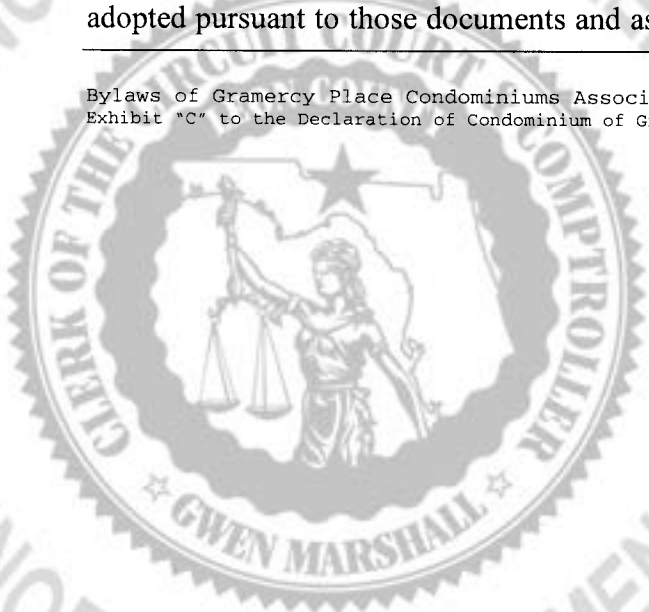 adopted pursuant to those documents and as
Bylaws of Gramercy Place Condominiums Associ
Exhibit "C" to the Declaration of Condominium of G
CLERK OF THE CIRCUIT COURT & COMPTROLLER
GWEN MARSHALL